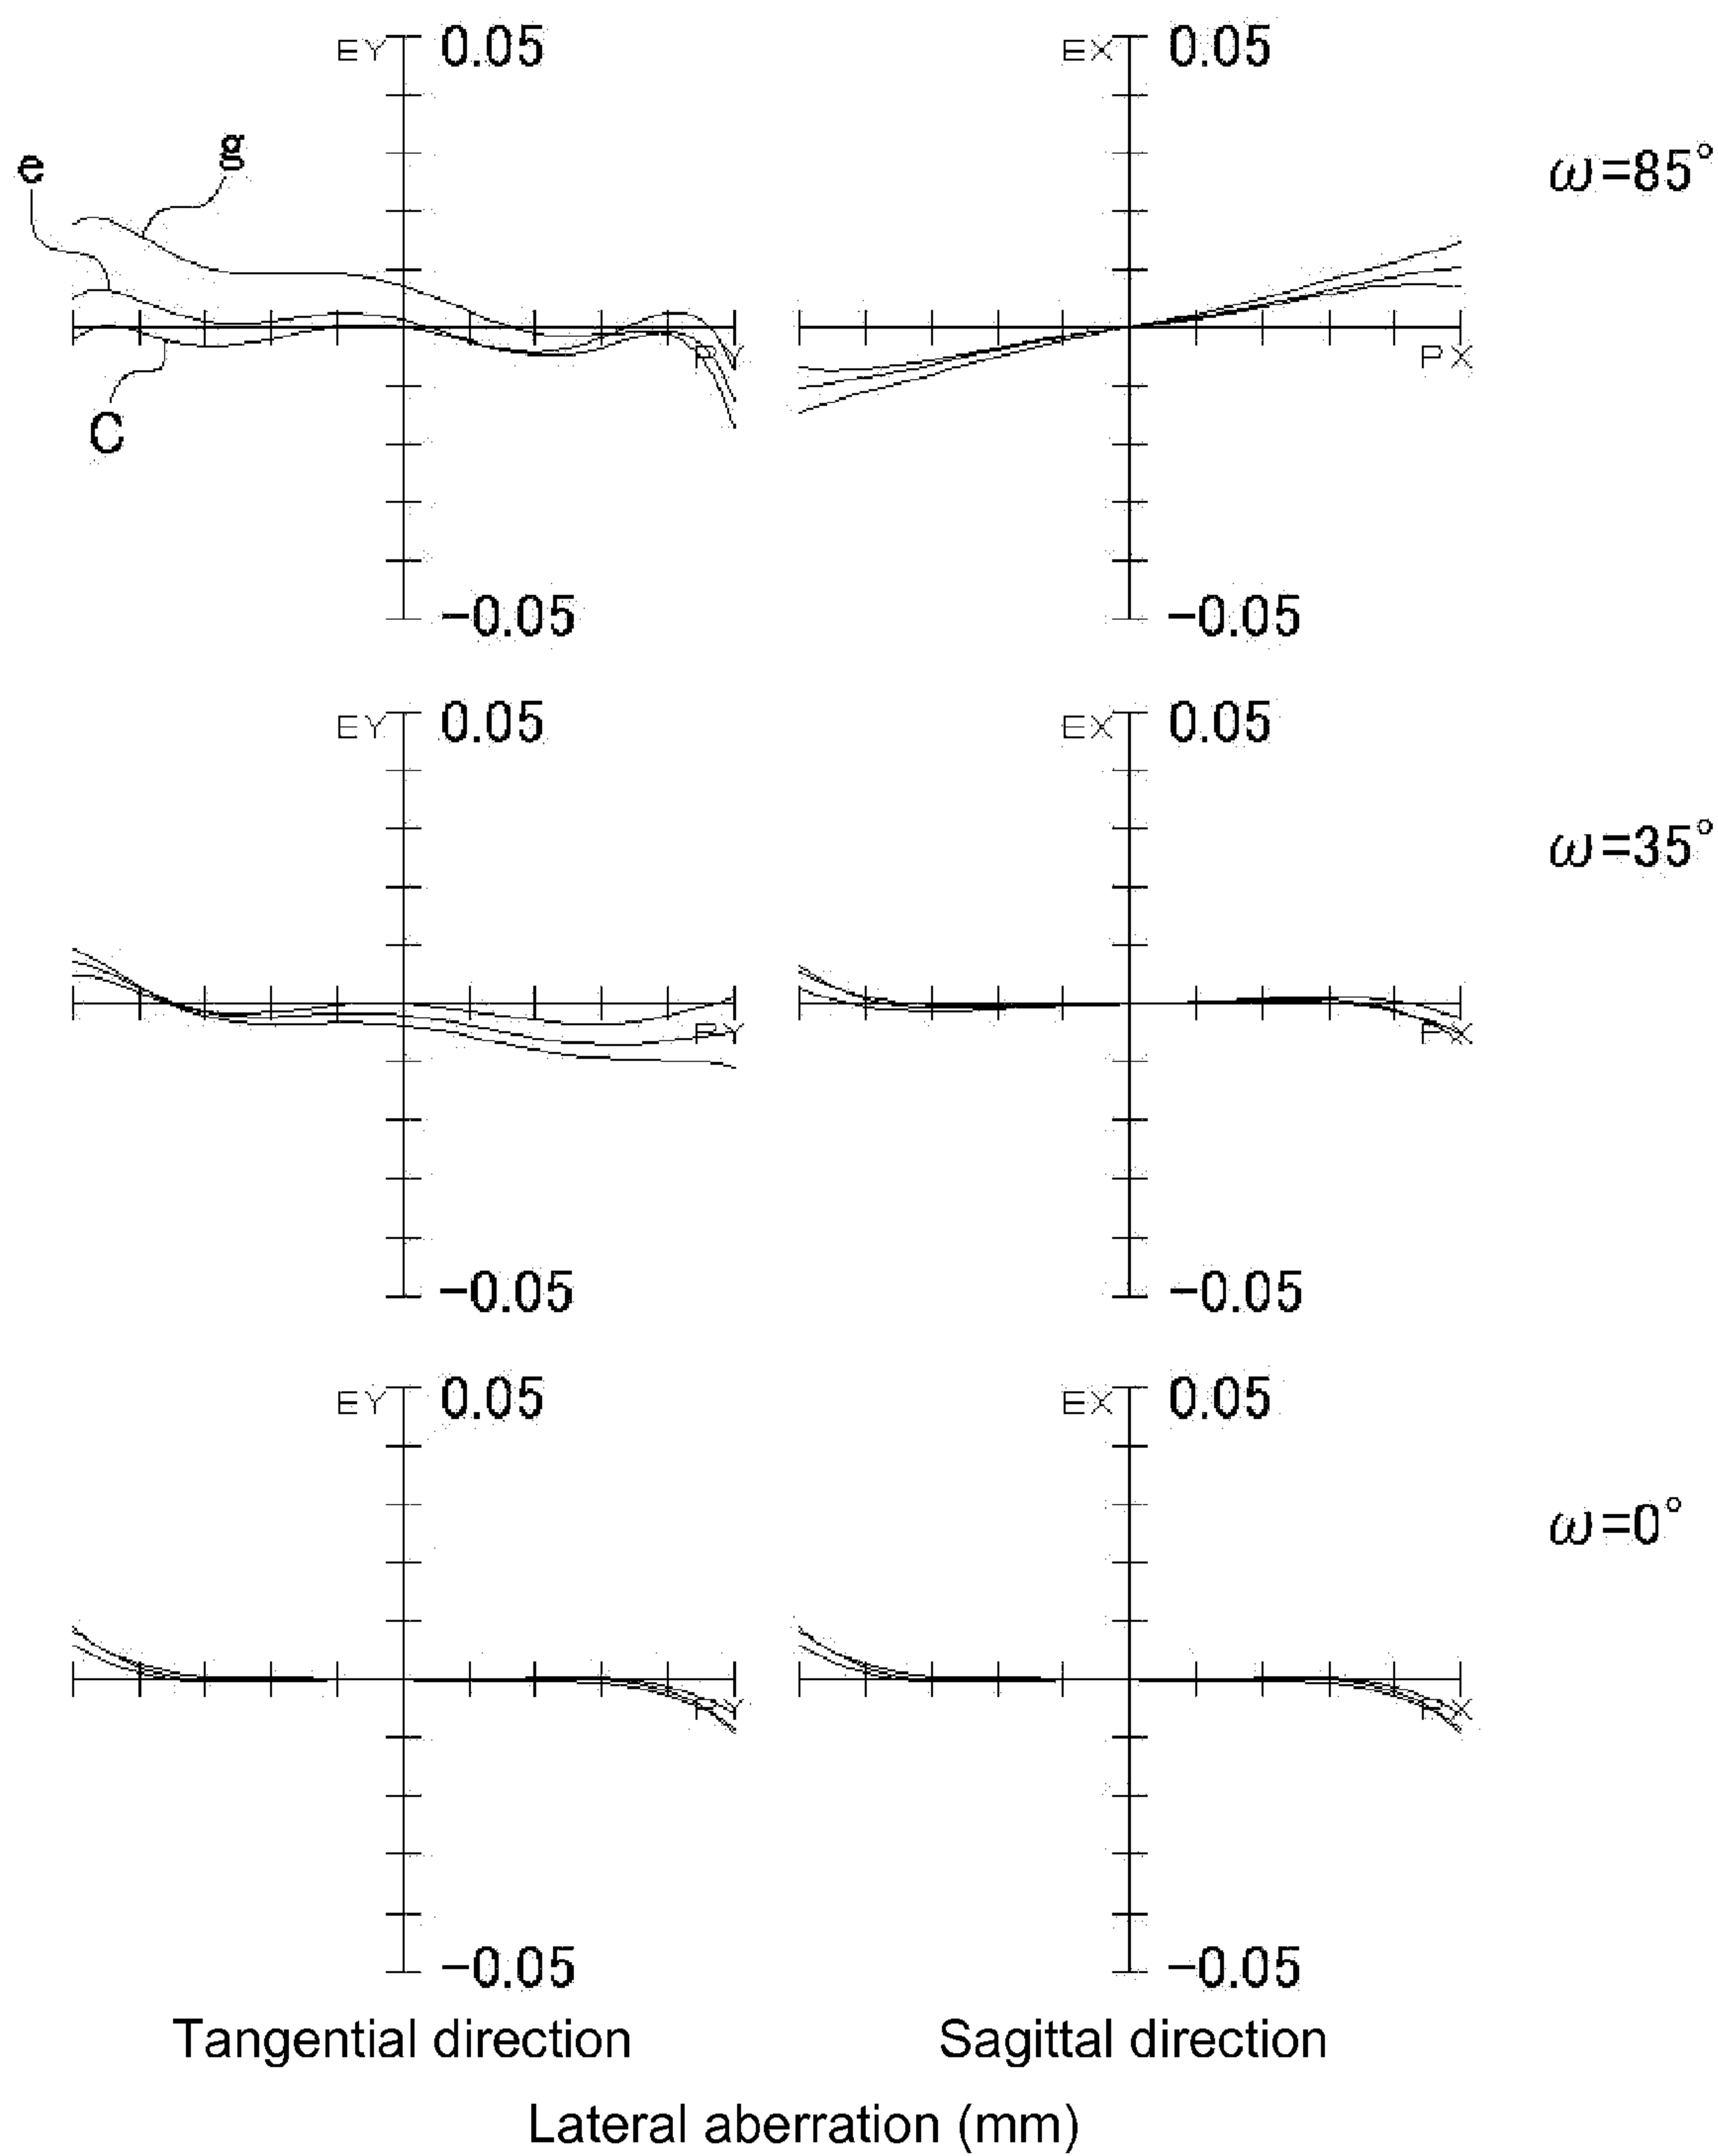 EY 0.05 EX 0.05
e g ω=85°
PY PX
C
−0.05 −0.05
EY 0.05 EX 0.05
ω=35°
PY PX
−0.05 −0.05
EY 0.05 EX 0.05
ω=0°
PY PX
−0.05 −0.05
Tangential direction Sagittal direction
Lateral aberration (mm)